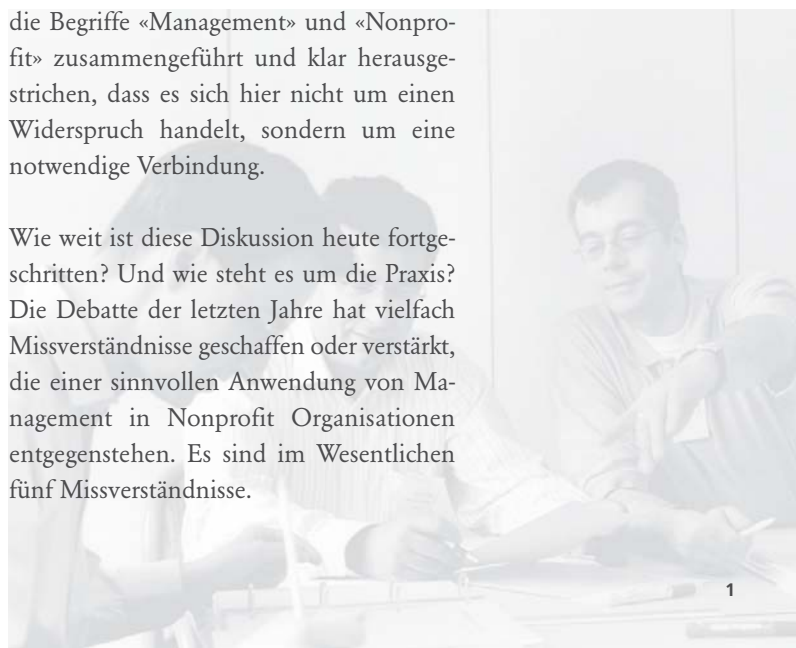 die Begriffe «Management» und «Nonpro-
fit» zusammengeführt und klar herausge-
strichen, dass es sich hier nicht um einen
Widerspruch handelt, sondern um eine
notwendige Verbindung.
Wie weit ist diese Diskussion heute fortge-
schritten? Und wie steht es um die Praxis?
Die Debatte der letzten Jahre hat vielfach
Missverständnisse geschaffen oder verstärkt,
die einer sinnvollen Anwendung von Ma-
nagement in Nonprofit Organisationen
entgegenstehen. Es sind im Wesentlichen
fünf Missverständnisse.
1